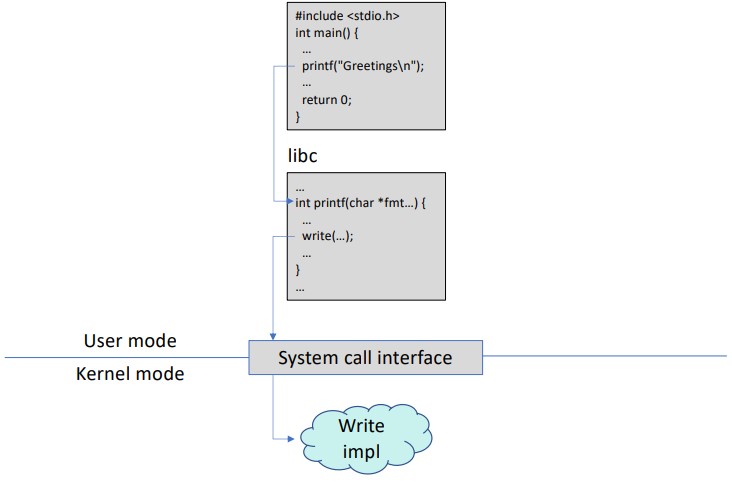 #include <stdio.h>
int main() {
…
printf("Greetings\n");
…
return 0;
}
libc
…
int printf(char *fmt…) {
…
write(…);
…
}
…
User mode
System call interface
Kernel mode
Write
impl